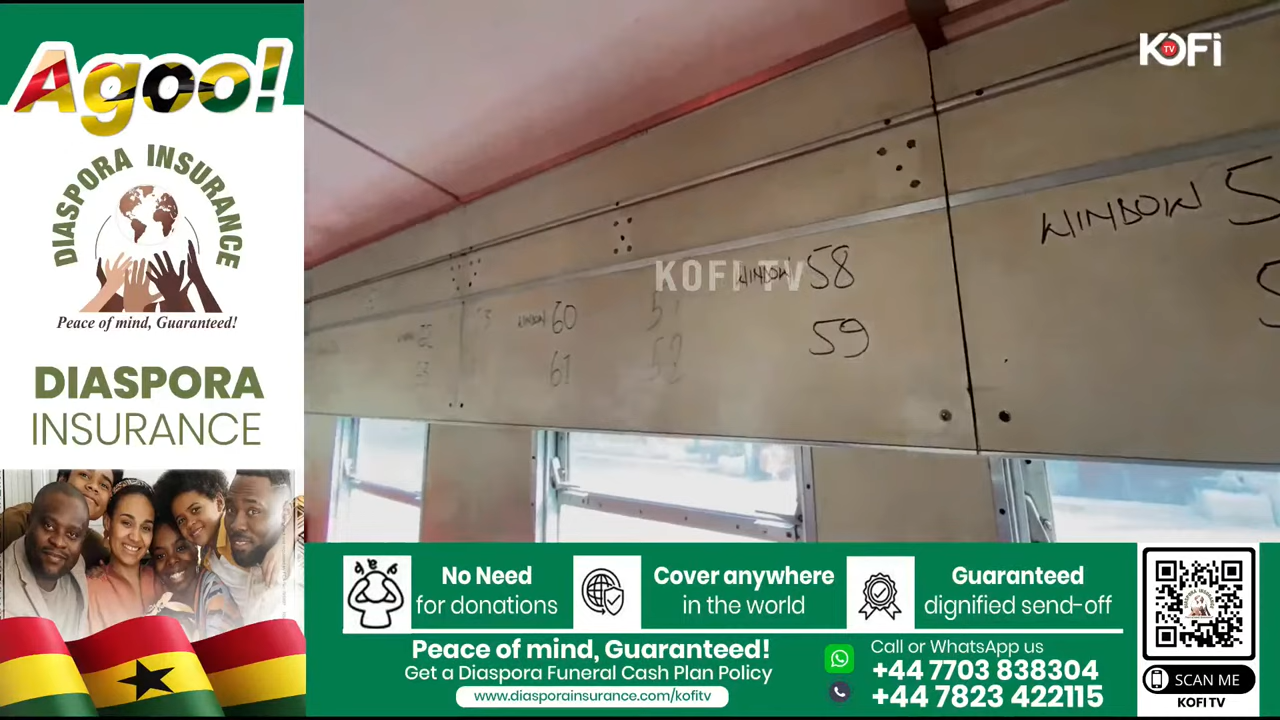 Agoo!
DIASPORA INSURANCE
Peace of mind, Guaranteed!
DIASPORA
INSURANCE
KOFI TV
KOFI TV
WINDOW 58
59
WINDOW 60
61
WINDOW 5
5
No Need
for donations
Cover anywhere
in the world
Guaranteed
dignified send-off
Peace of mind, Guaranteed!
Get a Diaspora Funeral Cash Plan Policy
www.diasporainsurance.com/kofitv
Call or WhatsApp us
+44 7703 838304
+44 7823 422115
SCAN ME
KOFI TV